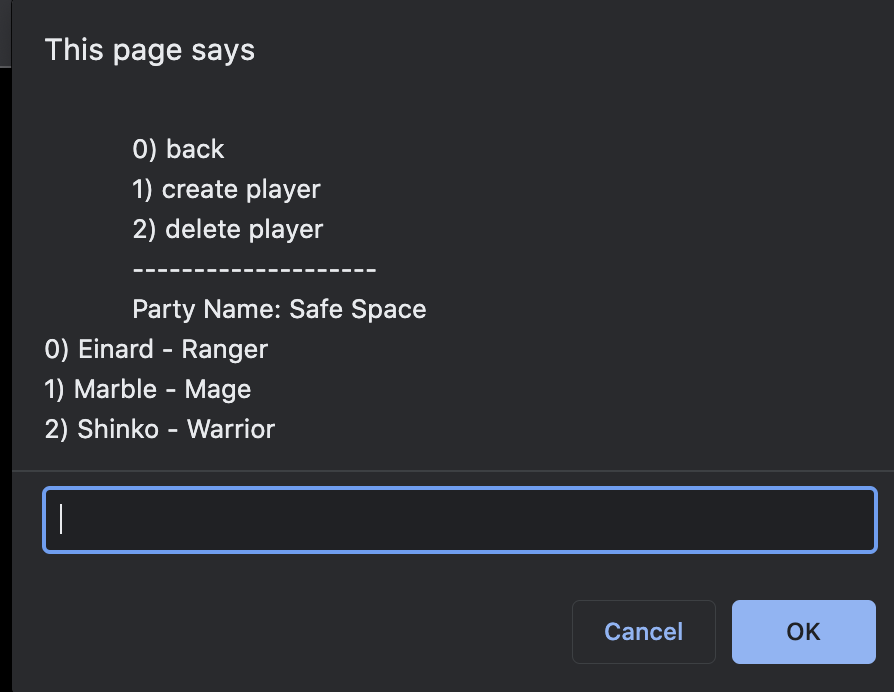 This page says
0) back
1) create player
2) delete player
--------------------
Party Name: Safe Space
0) Einard - Ranger
1) Marble - Mage
2) Shinko - Warrior
Cancel
OK